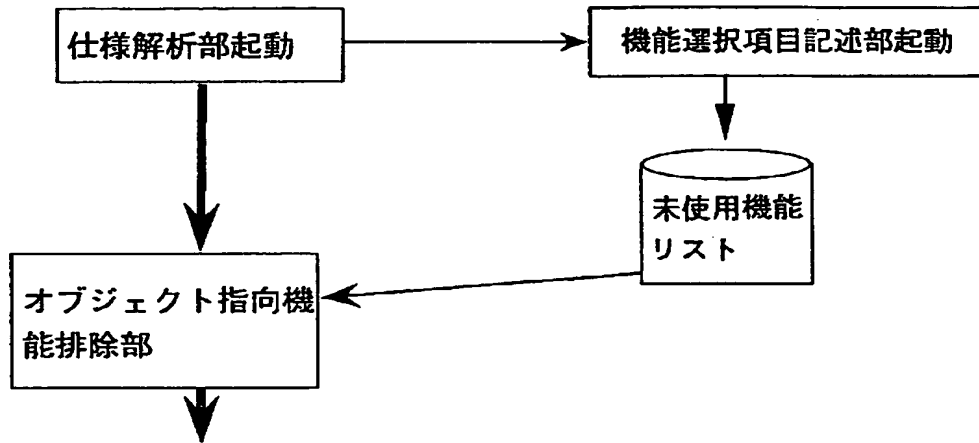 仕様解析部起動
機能選択項目記述部起動
未使用機能
リスト
オブジェクト指向機
能排除部